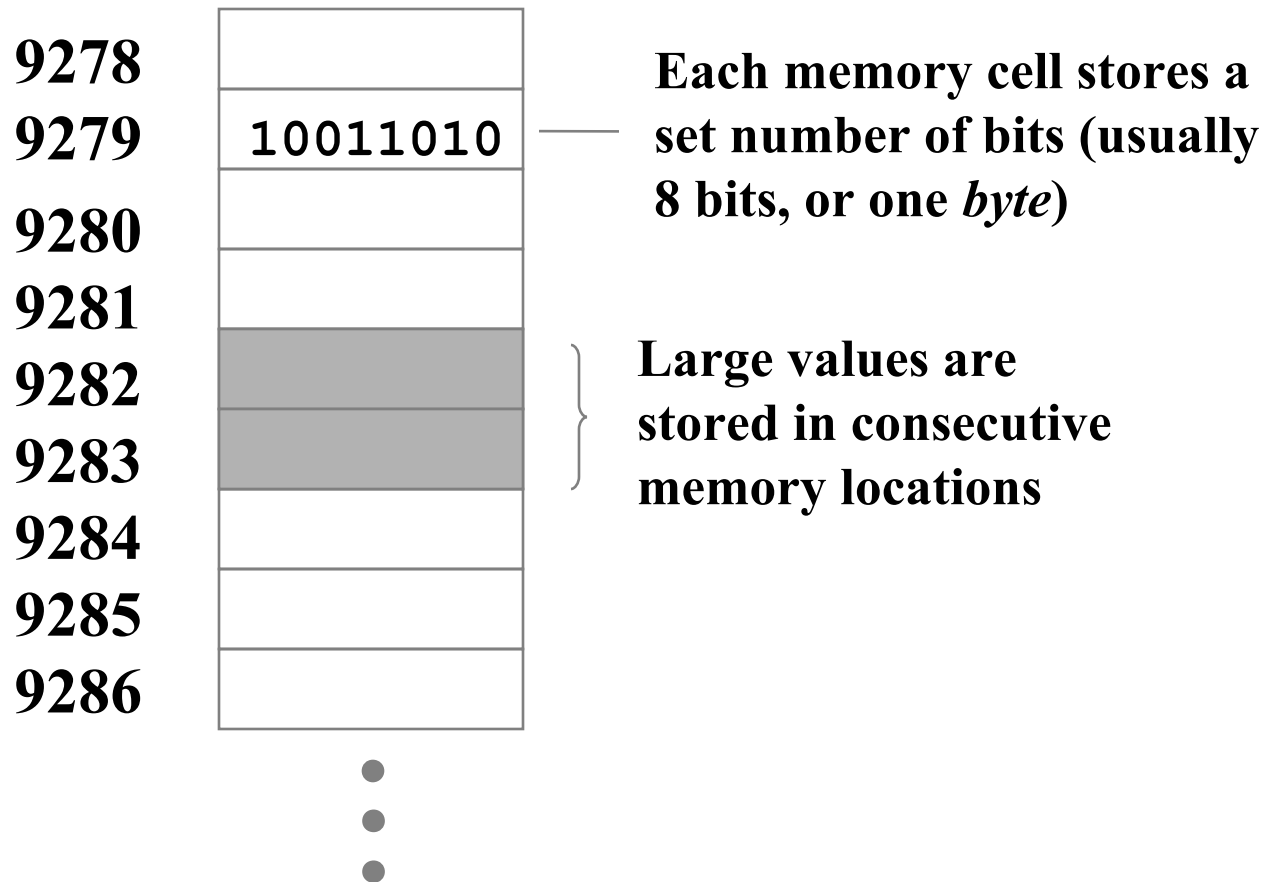 9278
9279
10011010
Each memory cell stores a
set number of bits (usually
8 bits, or one byte)
9280
9281
9282
9283
Large values are
stored in consecutive
memory locations
9284
9285
9286